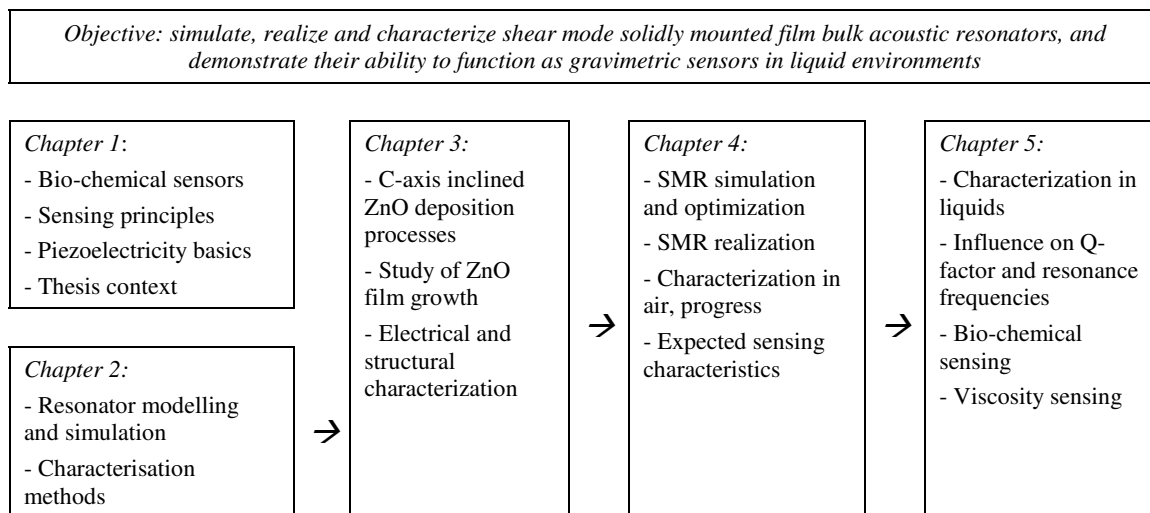 Objective: simulate, realize and characterize shear mode solidly mounted film bulk acoustic resonators, and
demonstrate their ability to function as gravimetric sensors in liquid environments
Chapter 1:
- Bio-chemical sensors
- Sensing principles
- Piezoelectricity basics
- Thesis context
Chapter 2:
- Resonator modelling
and simulation
- Characterisation
methods
→
Chapter 3:
- C-axis inclined
ZnO deposition
processes
- Study of ZnO
film growth
- Electrical and
structural
characterization
→
Chapter 4:
- SMR simulation
and optimization
- SMR realization
- Characterization in
air, progress
- Expected sensing
characteristics
→
Chapter 5:
- Characterization in
liquids
- Influence on Q-
factor and resonance
frequencies
- Bio-chemical
sensing
- Viscosity sensing